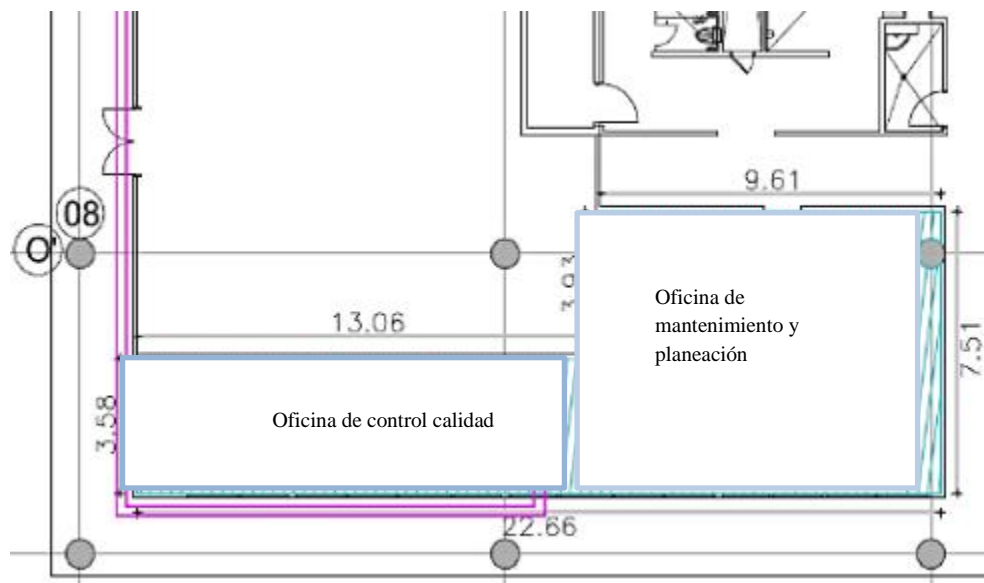 9.61
08
O'
3.93
Oficina de
mantenimiento y
planeación
13.06
7.51
3.58
Oficina de control calidad
22.66